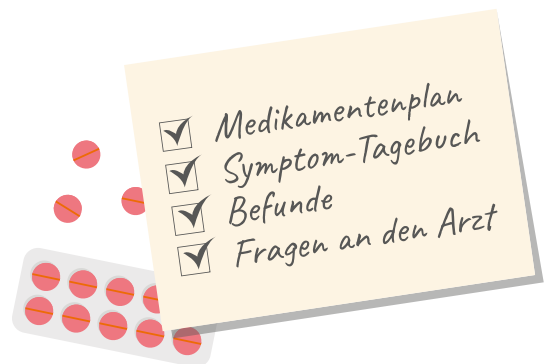 Medikamentenplan
Symptom-Tagebuch
Befunde
Fragen an den Arzt